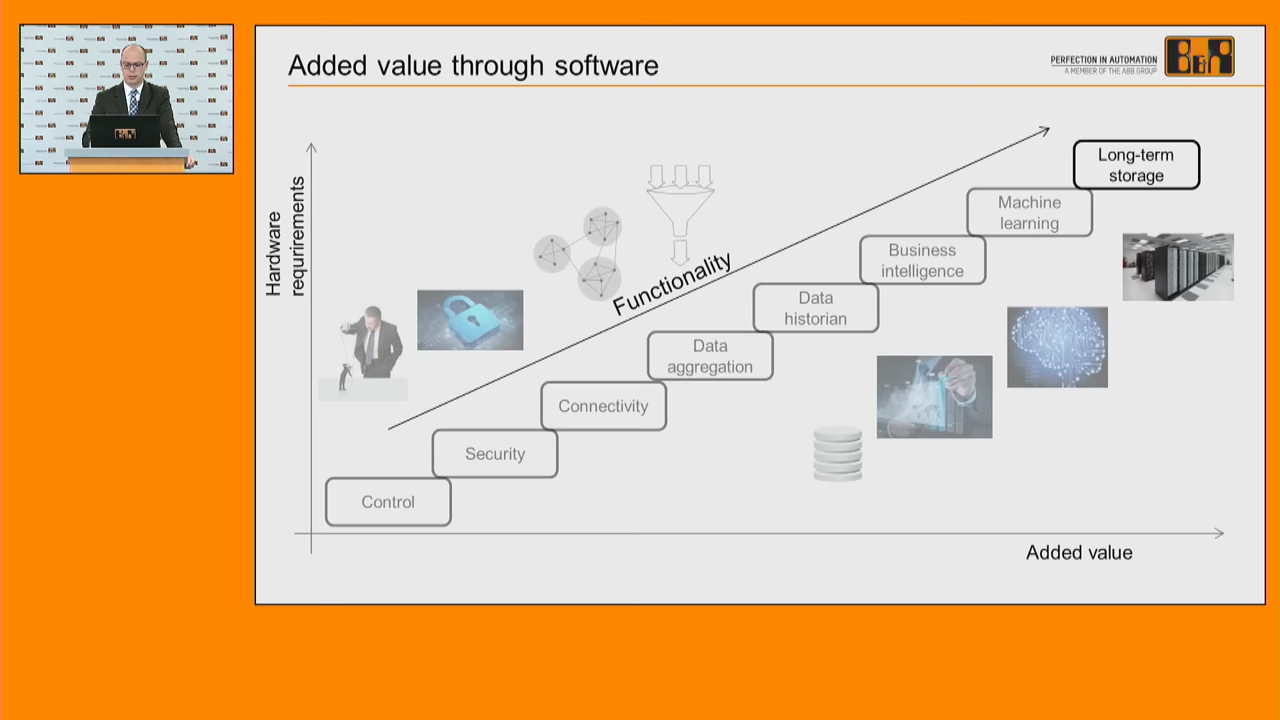 Added value through software
PERFECTION IN AUTOMATION
A MEMBER OF THE ABB GROUP
B&R
Hardware
requrirements
Functionality
Long-term
storage
Machine
learning
Business
intelligence
Data
historian
Data
aggregation
Connectivity
Security
Control
Added value
B&R